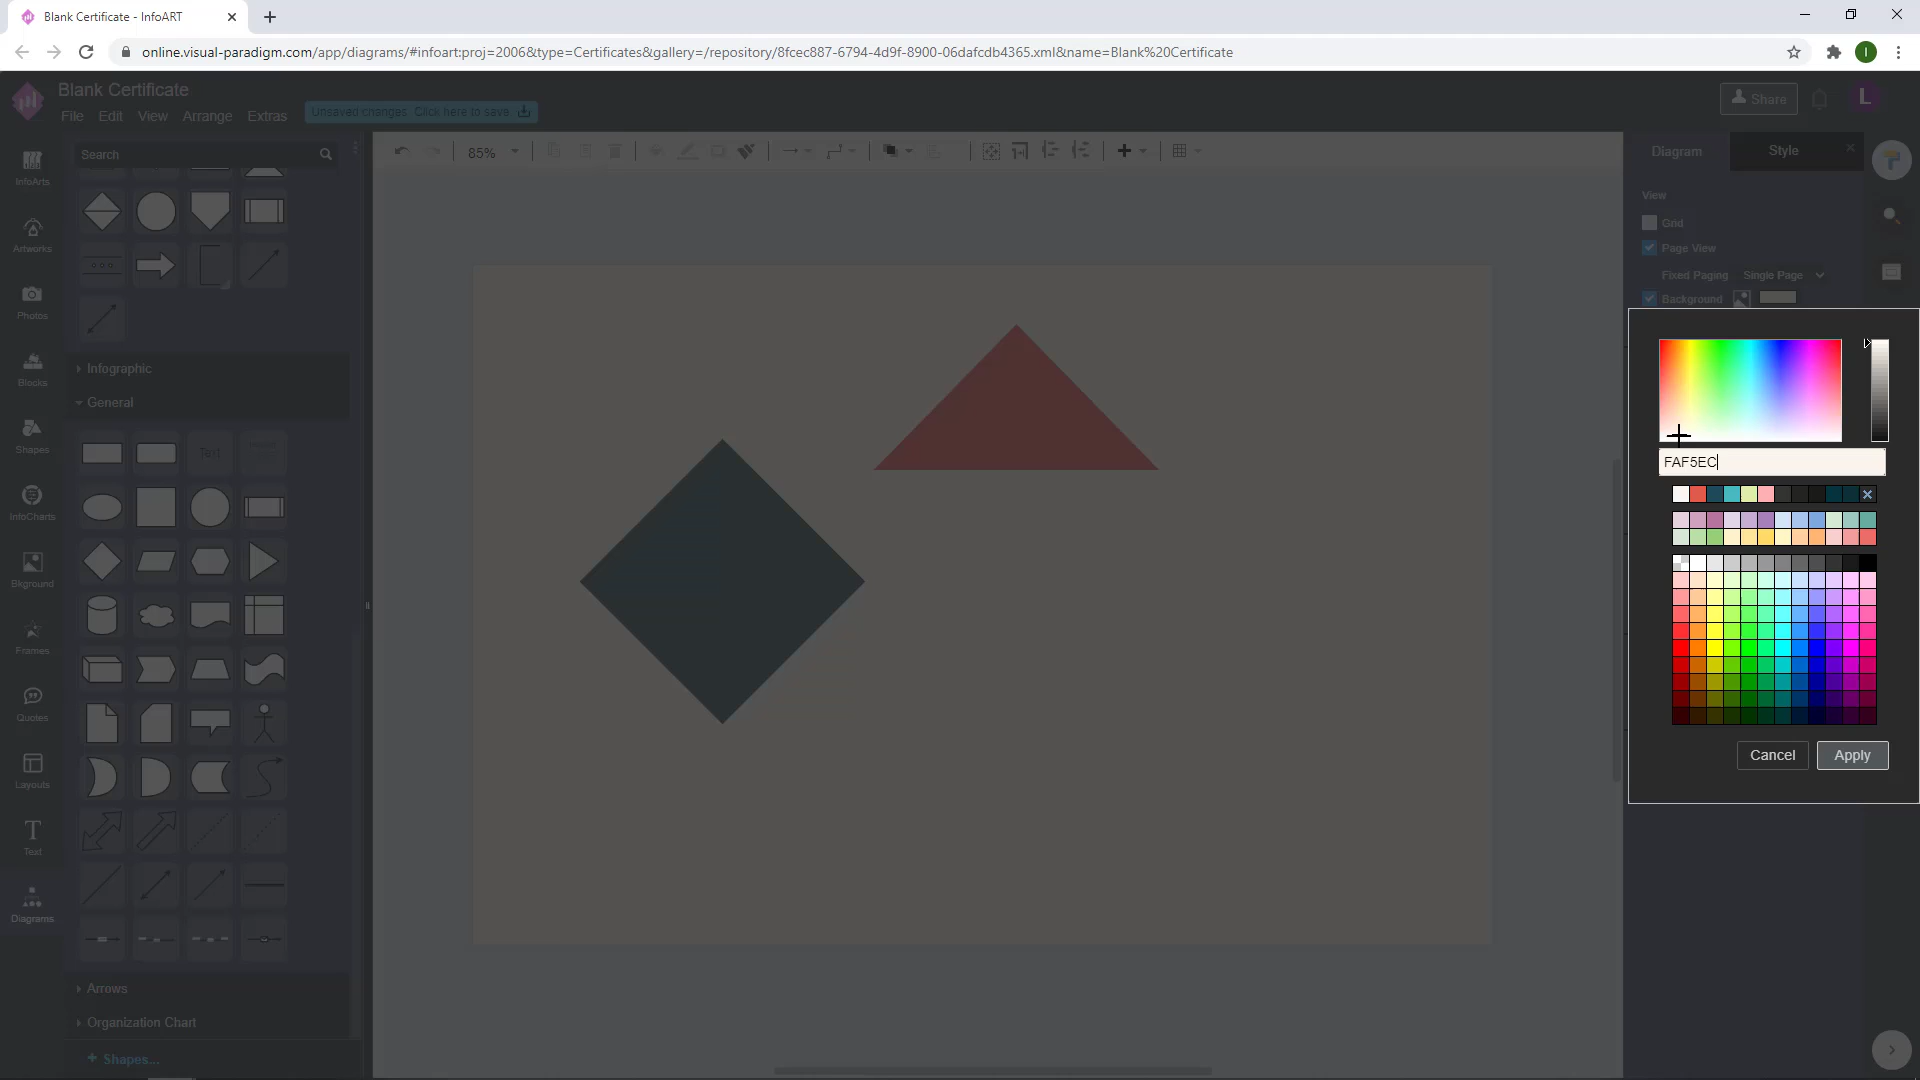 Blank Certificate - InfoART
online.visual-paradigm.com/app/diagrams/#infoart:proj=2006&type=Certificates&gallery=/repository/8fcec887-6794-4d9f-8900-06dafcdb4365.xml&name=Blank%20Certificate
I
Blank Certificate
File Edit View Arrange Extras
Unsaved changes. Click here to save
Share
L
Search
85%
Diagram
Style
InfoArts
View
Grid
Artworks
Page View
Fixed Paging Single Page
Background
Photos
Infographic
Blocks
General
Shapes
Text
FAF5EC
InfoCharts
Bkground
Frames
Quotes
Cancel
Apply
Layouts
T
Text
Diagrams
Arrows
Organization Chart
+ Shapes...